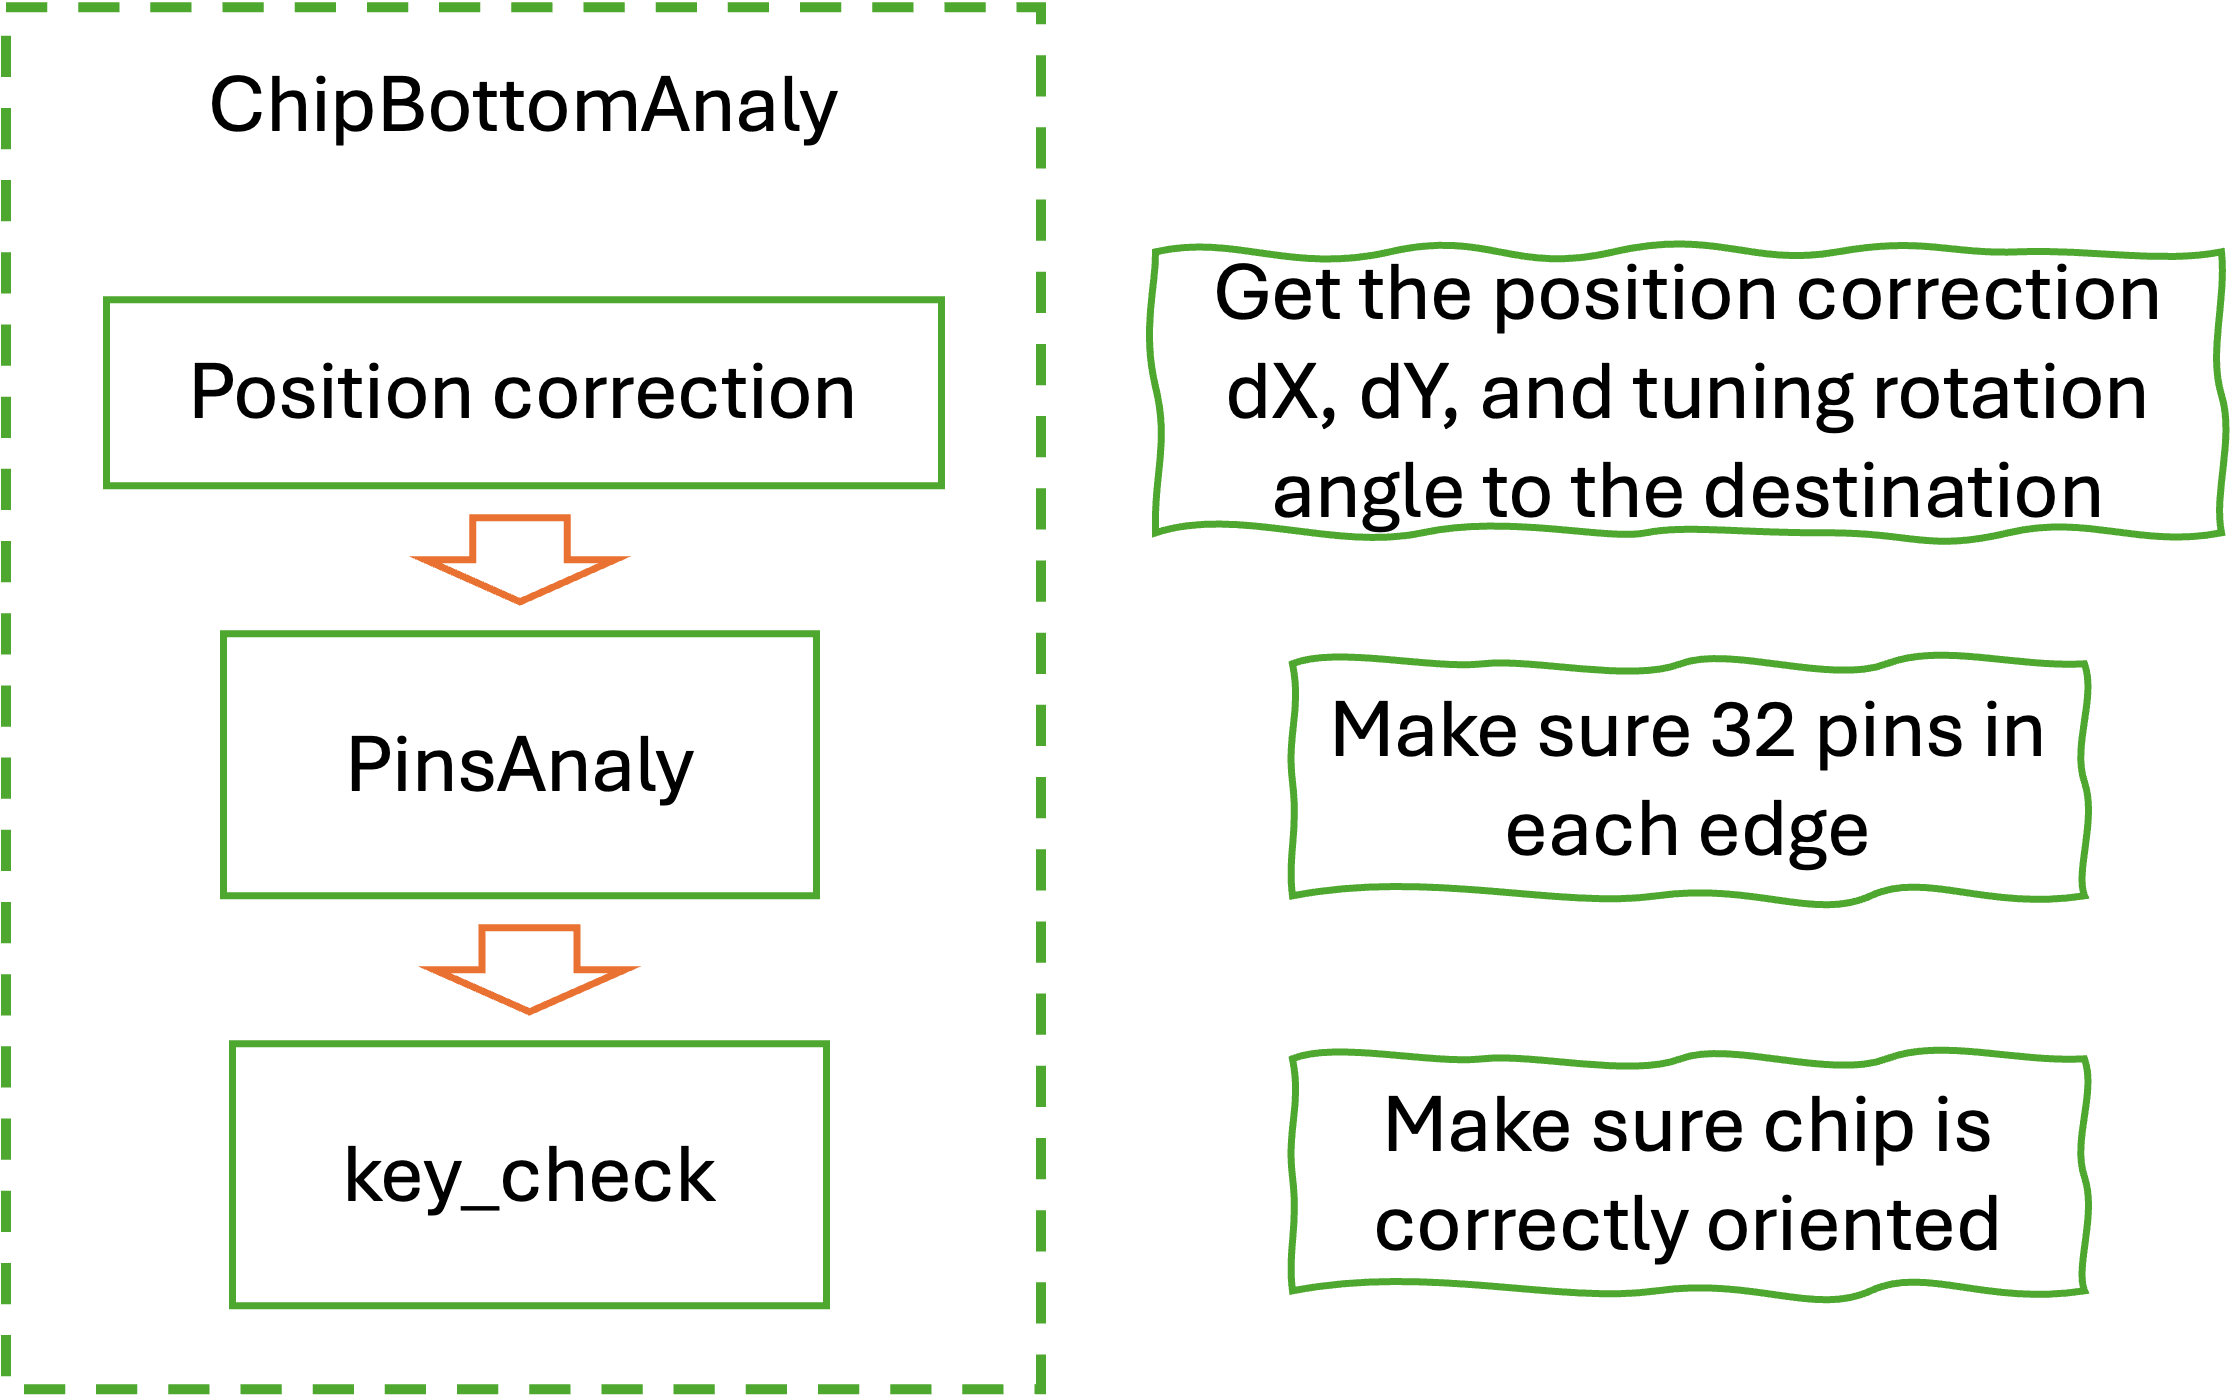 ChipBottomAnaly
Position correction
Get the position correction
dX, dY, and tuning rotation
angle to the destination
PinsAnaly
Make sure 32 pins in
each edge
key_check
Make sure chip is
correctly oriented